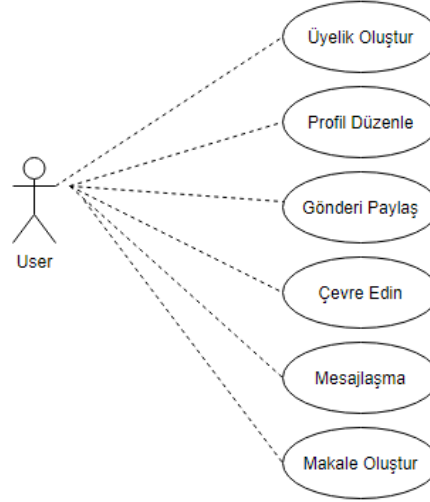 Üyelik Oluştur
Profil Düzenle
Gönderi Paylaş
User
Çevre Edin
Mesajlaşma
Makale Oluştur